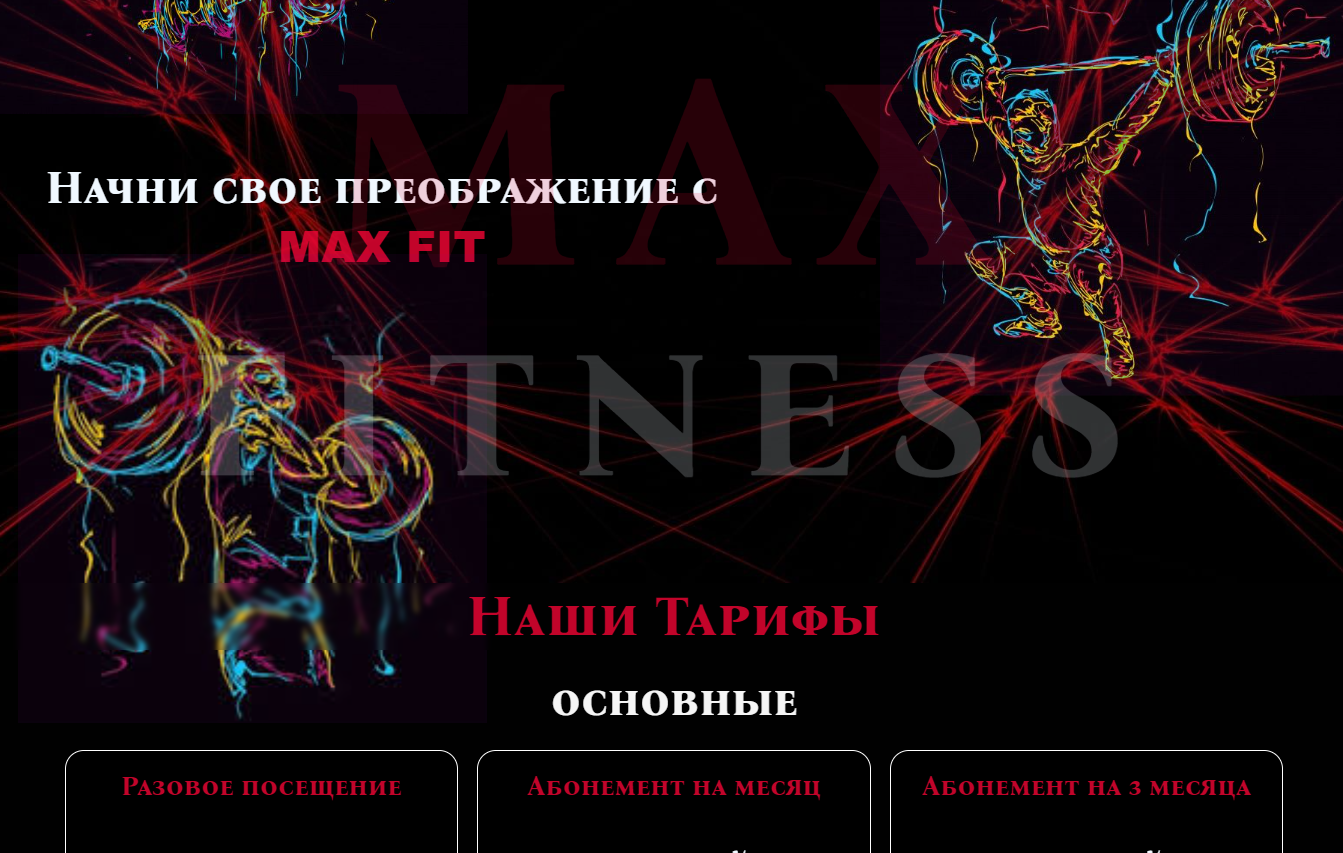 MAX
Начни свое преображение с
MAX FIT
FITNESS
Наши Тарифы
основные
Разовое посещение
Абонемент на месяц
Абонемент на 3 месяца